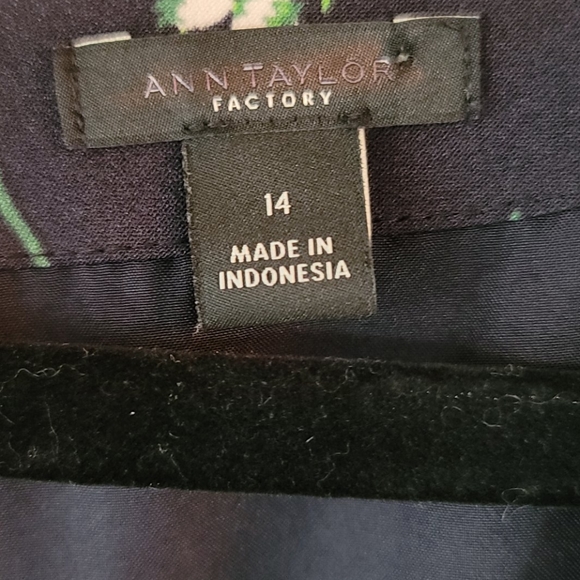 ANN TAYLOR
FACTORY
14
MADE IN
INDONESIA